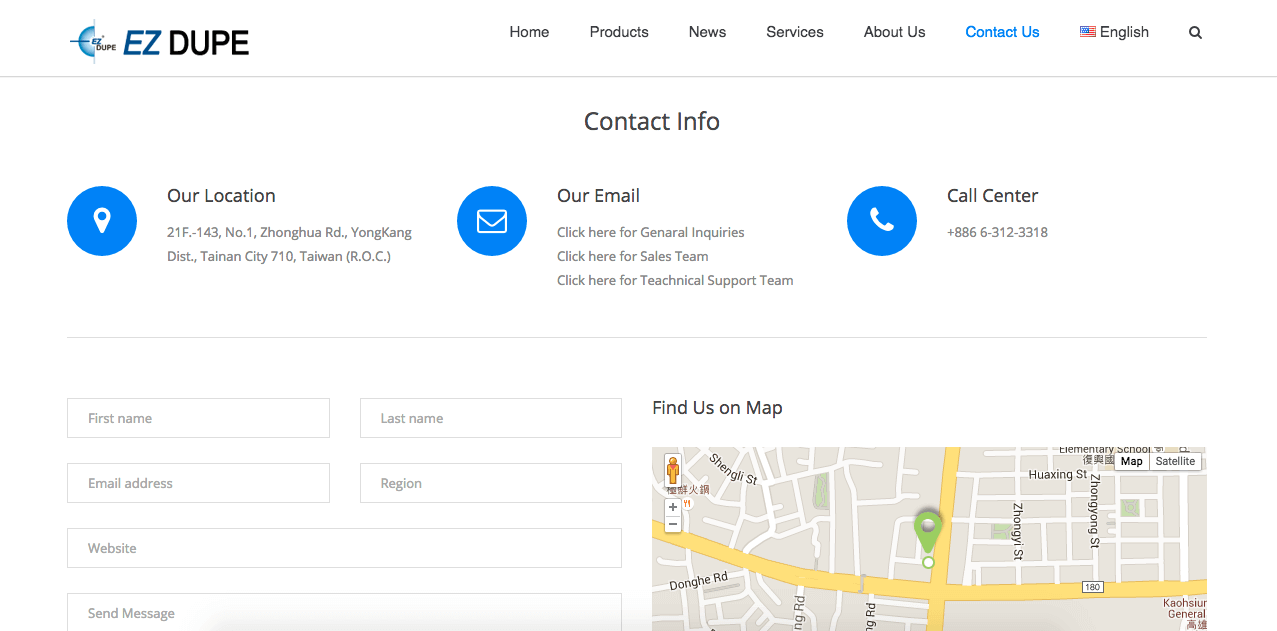 EZ DUPE
EZ DUPE
Home
Products
News
Services
About Us
Contact Us
English
Contact Info
Our Location
21F.-143, No.1, Zhonghua Rd., YongKang
Dist., Tainan City 710, Taiwan (R.O.C.)
Our Email
Click here for Genaral Inquiries
Click here for Sales Team
Click here for Teachnical Support Team
Call Center
+886 6-312-3318
First name
Last name
Email address
Region
Website
Send Message
Find Us on Map
Elementary School
復興國
Map
Satellite
Shengli St
Huaxing St
Zhongyong St
Zhongyi St
火鍋
Donghe Rd
180
Rd
Rd
Kaohsiun
General
高雄